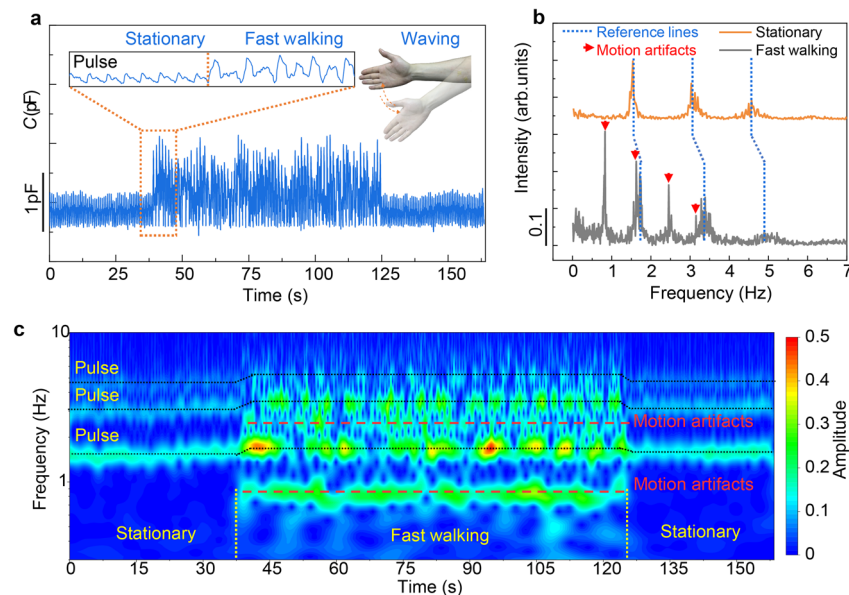 a
Stationary
Fast walking
Waving
Pulse
C(pF)
1 pF
0
25
50
75
100
125
150
Time (s)
b
Reference lines
Stationary
Motion artifacts
Fast walking
Intensity (arb.units)
0.1
0
1
2
3
4
5
6
7
Frequency (Hz)
c
10
1
Frequency (Hz)
Pulse
Pulse
Pulse
Motion artifacts
Motion artifacts
Stationary
Fast walking
Stationary
0
15
30
45
60
75
90
105
120
135
150
Time (s)
0.5
0.4
0.3
0.2
0.1
0
Amplitude